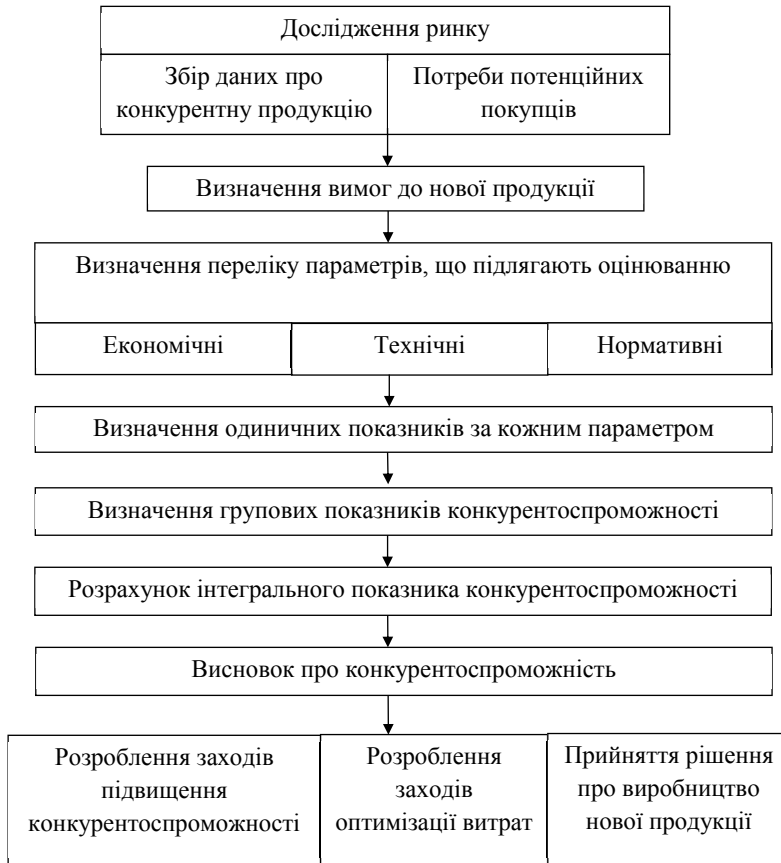 Дослідження ринку
Збір даних про
конкурентну продукцію
Потреби потенційних
покупців
Визначення вимог до нової продукції
Визначення переліку параметрів, що підлягають оцінюванню
Економічні
Технічні
Нормативні
Визначення одиничних показників за кожним параметром
Визначення групових показників конкурентоспроможності
Розрахунок інтегрального показника конкурентоспроможності
Висновок про конкурентоспроможність
Розроблення заходів
підвищення
конкурентоспроможності
Розроблення
заходів
оптимізації витрат
Прийняття рішення
про виробництво
нової продукції